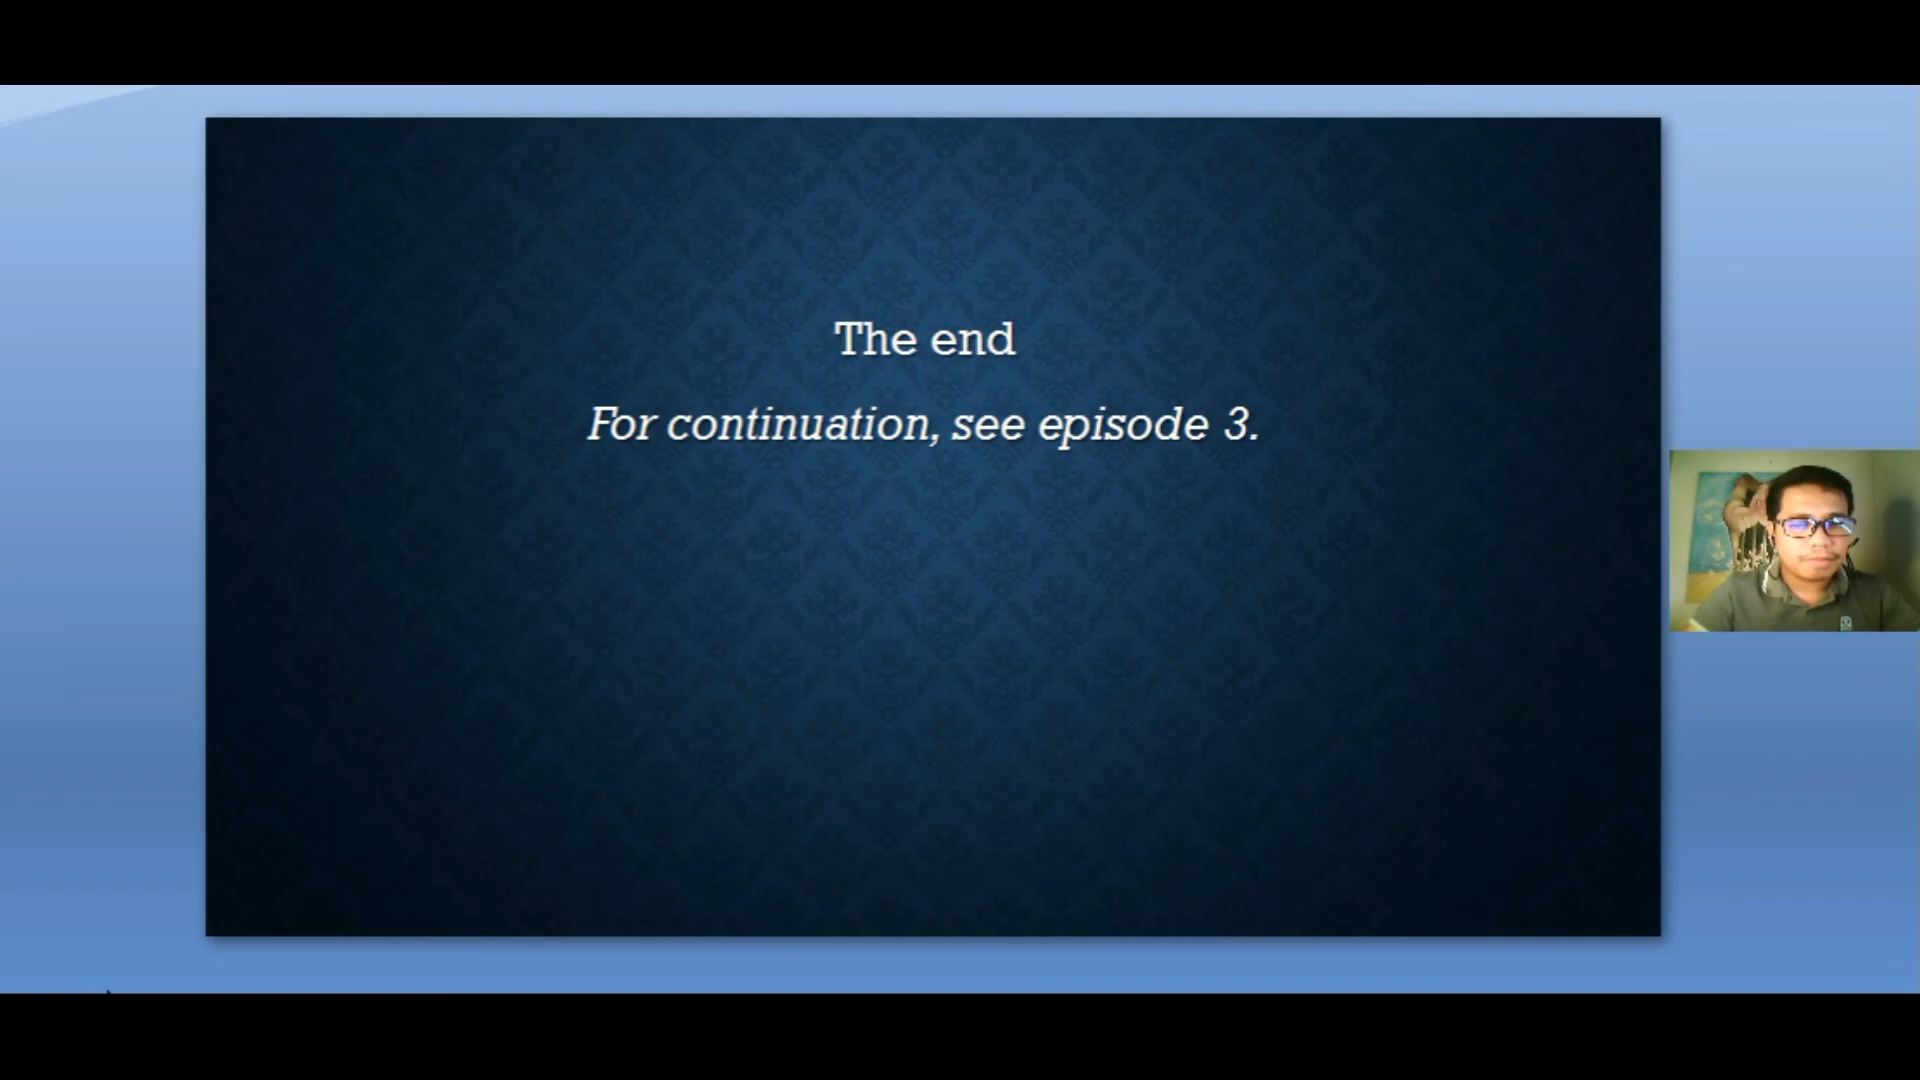 The end
For continuation, see episode 3.